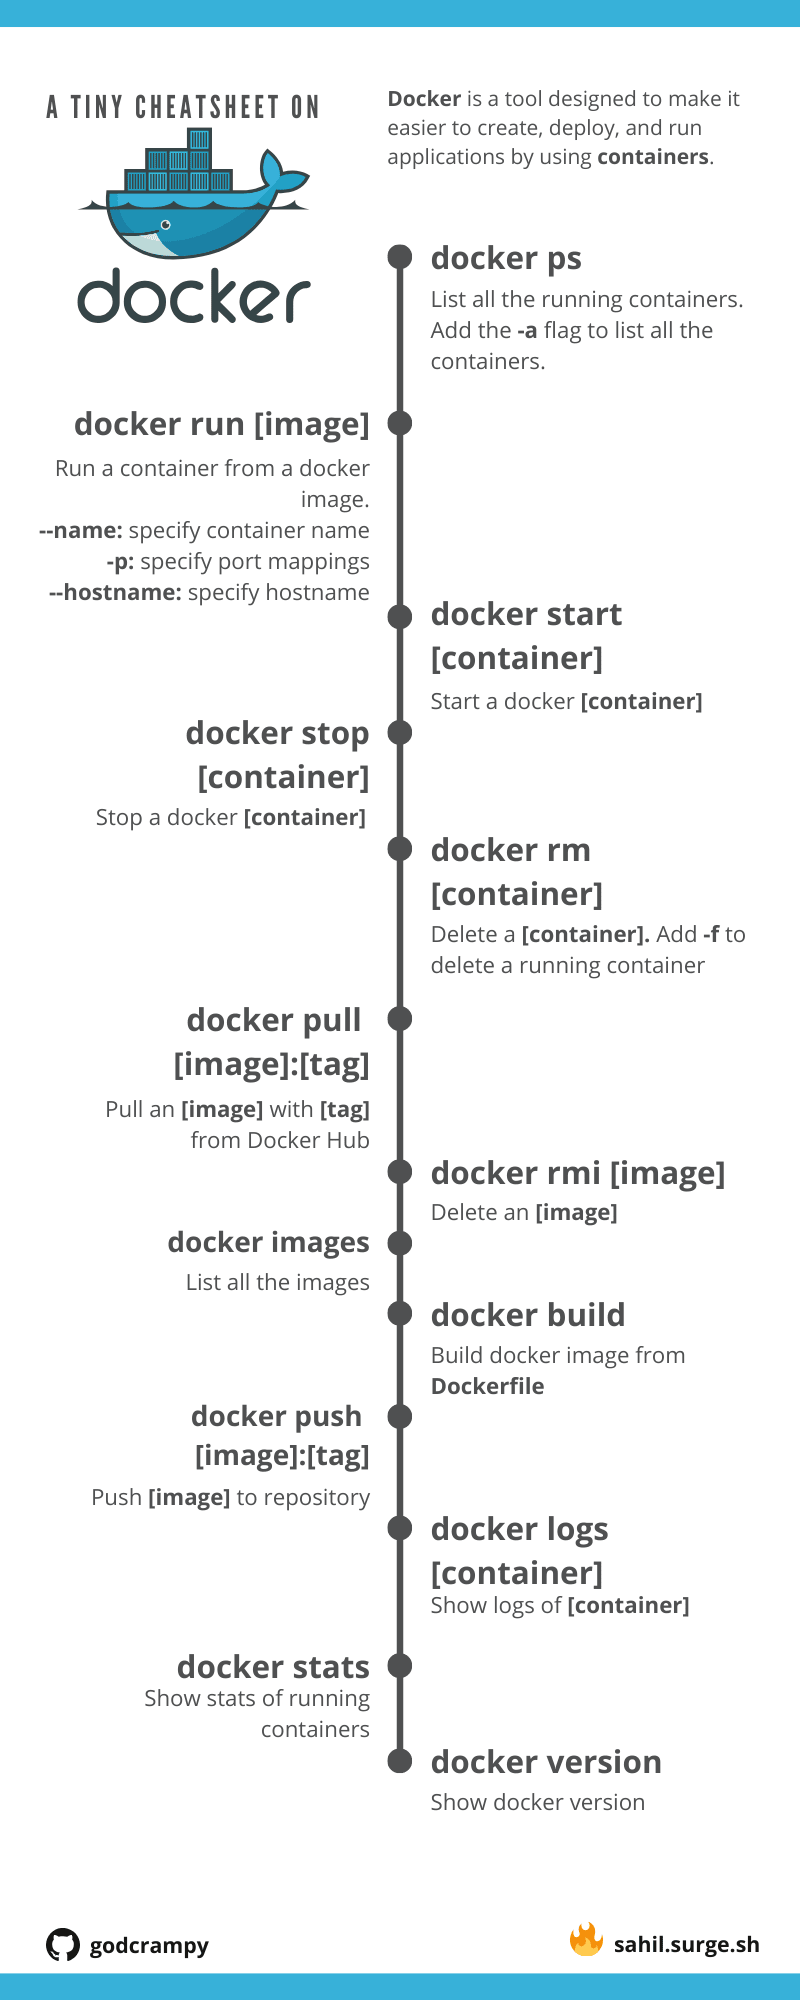 A TINY CHEATSHEET ON
docker
Docker is a tool designed to make it
easier to create, deploy, and run
applications by using containers.
docker ps
List all the running containers.
Add the -a flag to list all the
containers.
docker run [image]
Run a container from a docker
image.
--name: specify container name
-p: specify port mappings
--hostname: specify hostname
docker start
[container]
Start a docker [container]
docker stop
[container]
Stop a docker [container]
docker rm
[container]
Delete a [container]. Add -f to
delete a running container
docker pull
[image]:[tag]
Pull an [image] with [tag]
from Docker Hub
docker rmi [image]
Delete an [image]
docker images
List all the images
docker build
Build docker image from
Dockerfile
docker push
[image]:[tag]
Push [image] to repository
docker logs
[container]
Show logs of [container]
docker stats
Show stats of running
containers
docker version
Show docker version
godcrampy
sahil.surge.sh